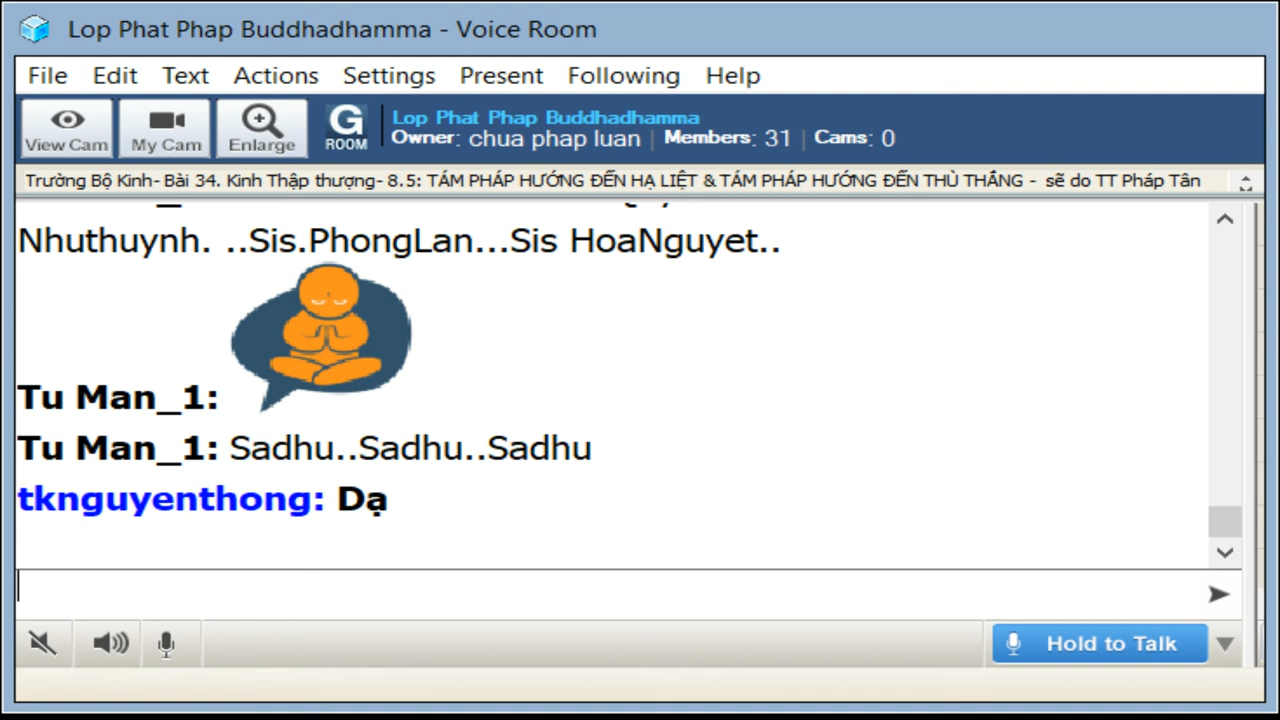 Lop Phat Phap Buddhadhamma - Voice Room
File Edit Text Actions Settings Present Following Help
View Cam My Cam Enlarge G ROOM
Lop Phat Phap Buddhadhamma
Owner: chua phap luan | Members: 31 | Cams: 0
Trường Bộ Kinh- Bài 34. Kinh Thập thượng- 8.5: TÁM PHÁP HƯỚNG ĐẾN HẠ LIỆT & TÁM PHÁP HƯỚNG ĐẾN THÙ THẮNG - sẽ do TT Pháp Tân
Nhuthuynh. ..Sis.PhongLan...Sis HoaNguyet..
Tu Man_1:
Tu Man_1: Sadhu..Sadhu..Sadhu
tknguyenthong: Dạ
Hold to Talk